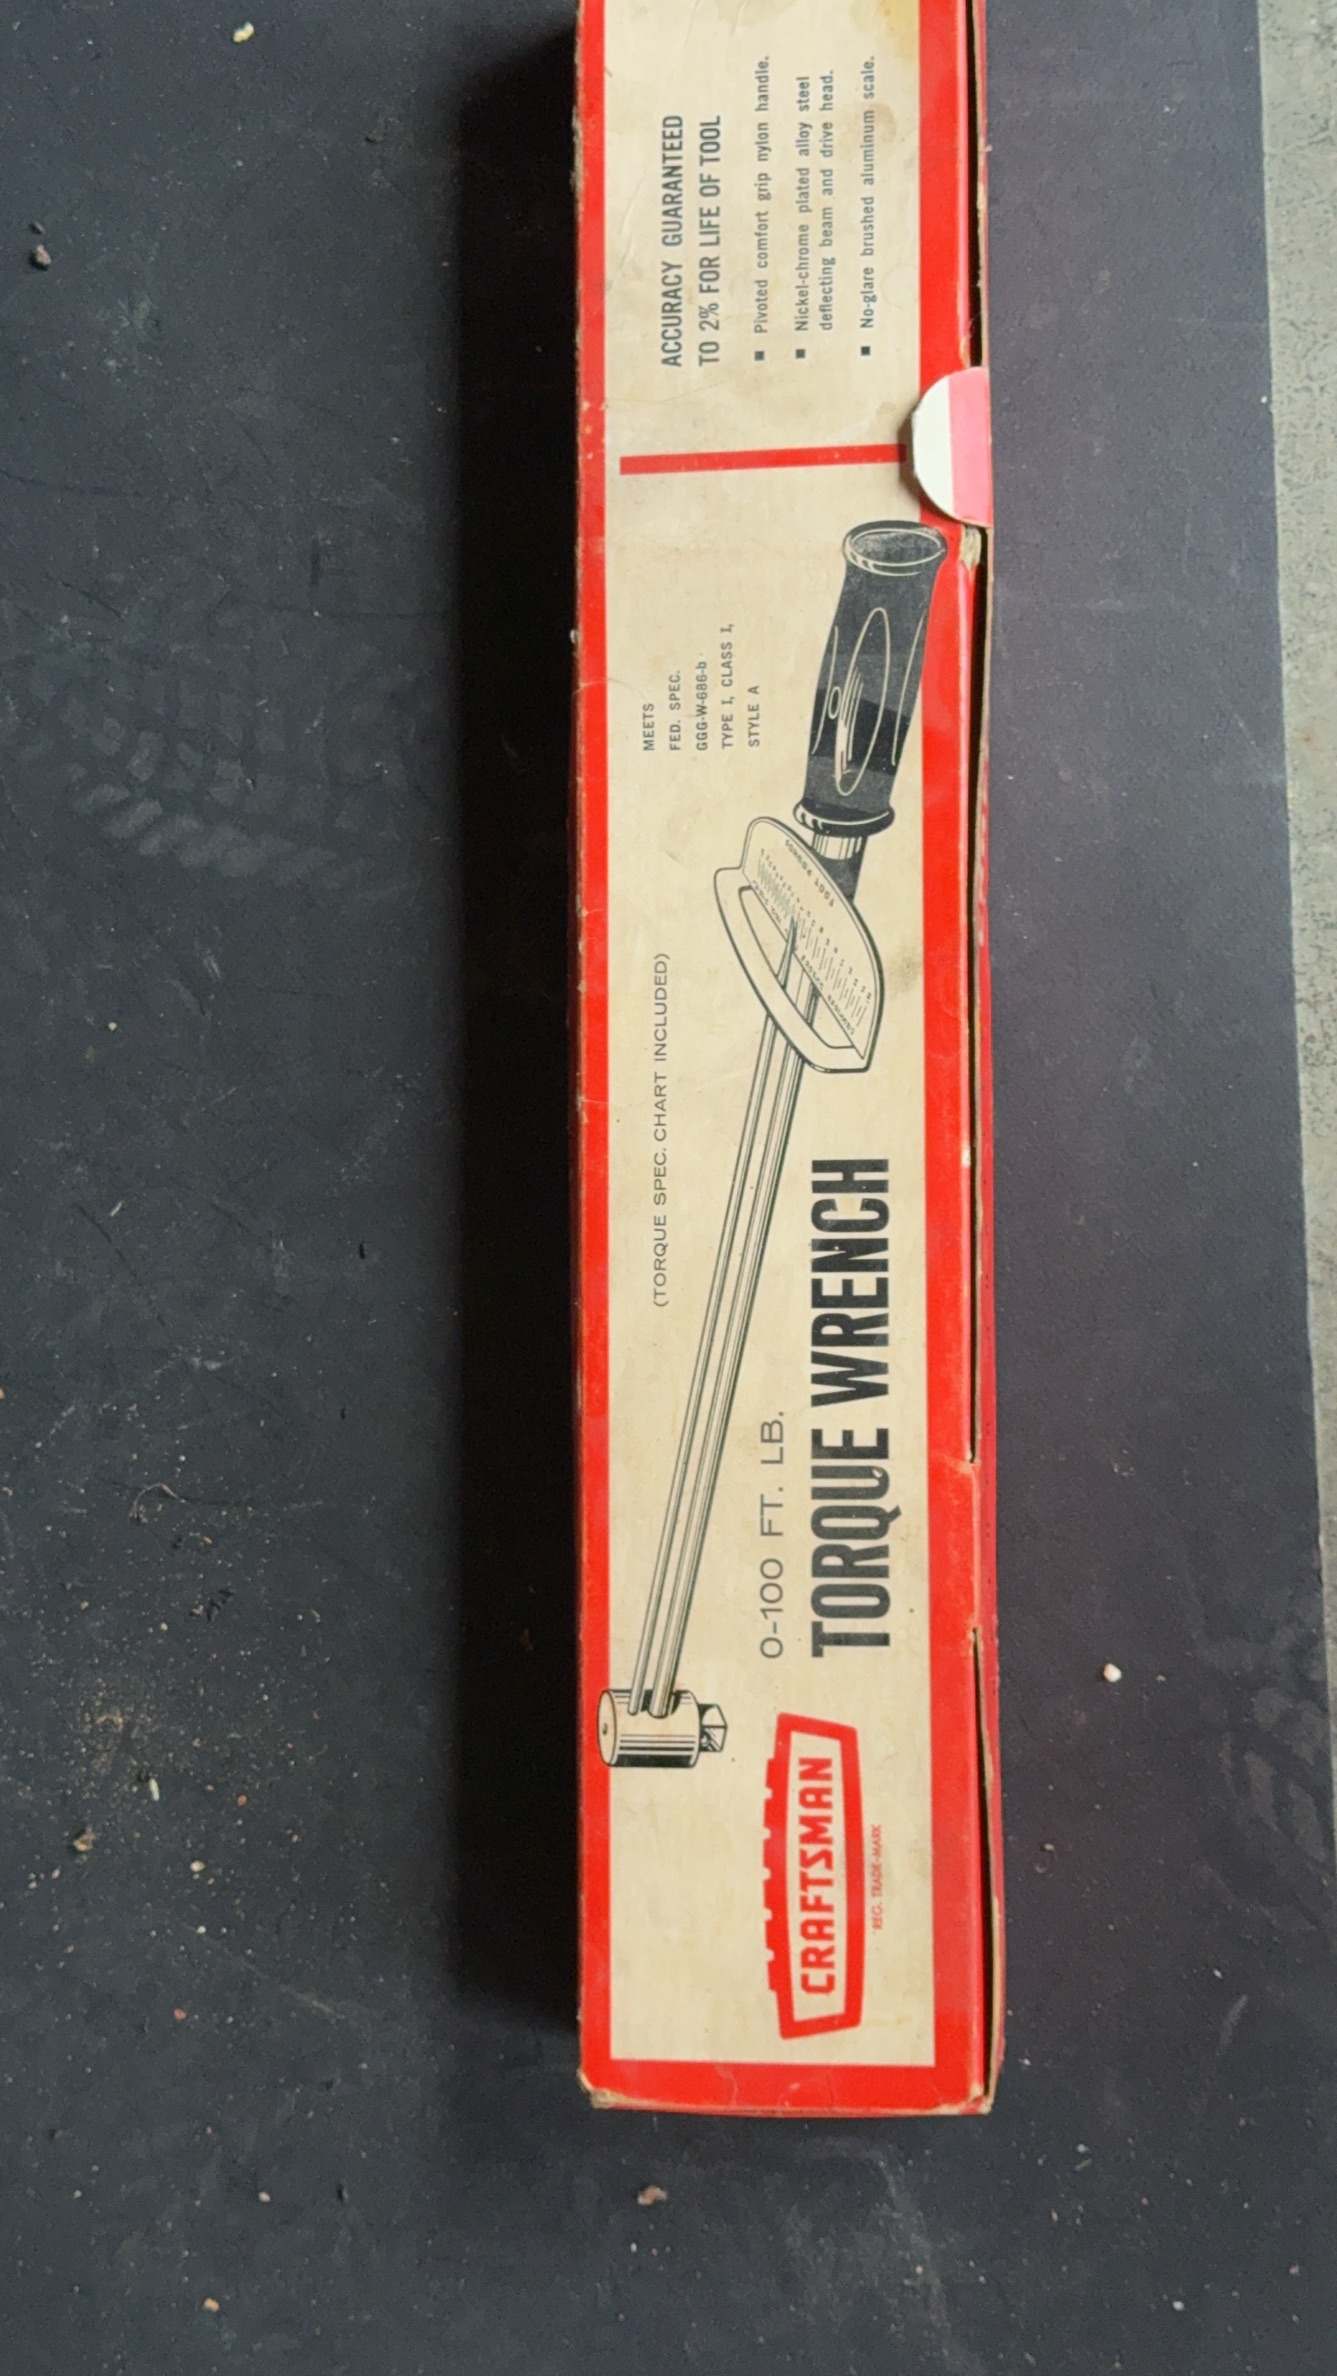 CRAFTSMAN
REG. TRADE-MARK
0-100 FT. LB.
TORQUE WRENCH
(TORQUE SPEC. CHART INCLUDED)
FOOT POUNDS
MEETS
FED. SPEC.
GGG-W-686-b
TYPE I, CLASS I,
STYLE A
ACCURACY GUARANTEED
TO 2% FOR LIFE OF TOOL
■ Pivoted comfort grip nylon handle.
■ Nickel-chrome plated alloy steel
deflecting beam and drive head.
■ No-glare brushed aluminum scale.